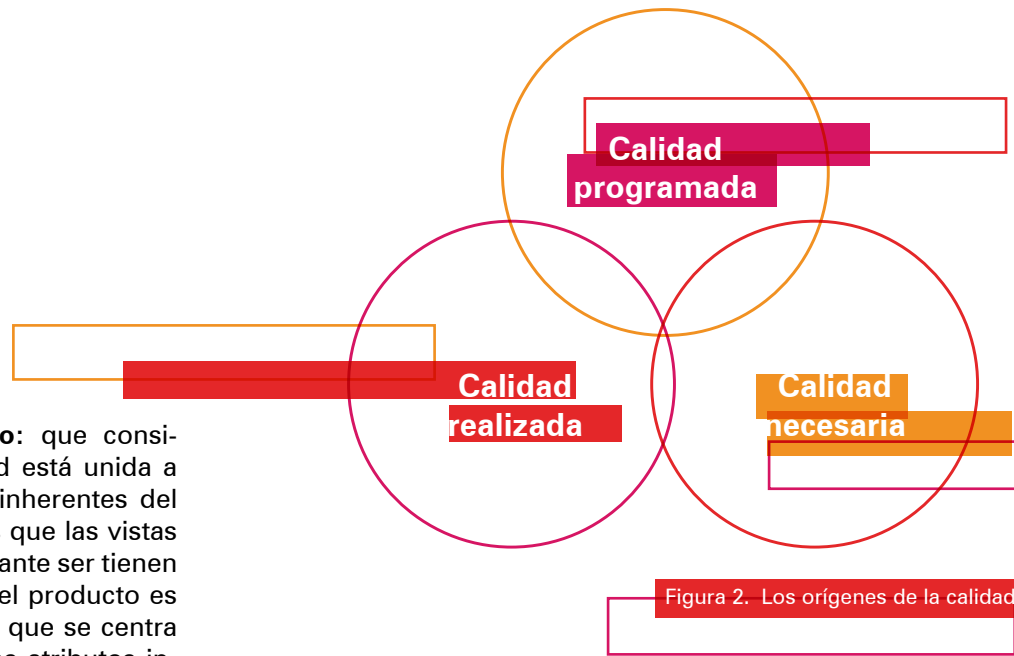 Calidad
programada
Calidad
realizada
Calidad
necesaria
o: que consi-
d está unida a
inherentes del
que las vistas
ante ser tienen
el producto es
que se centra
Figura 2. Los orígenes de la calidad